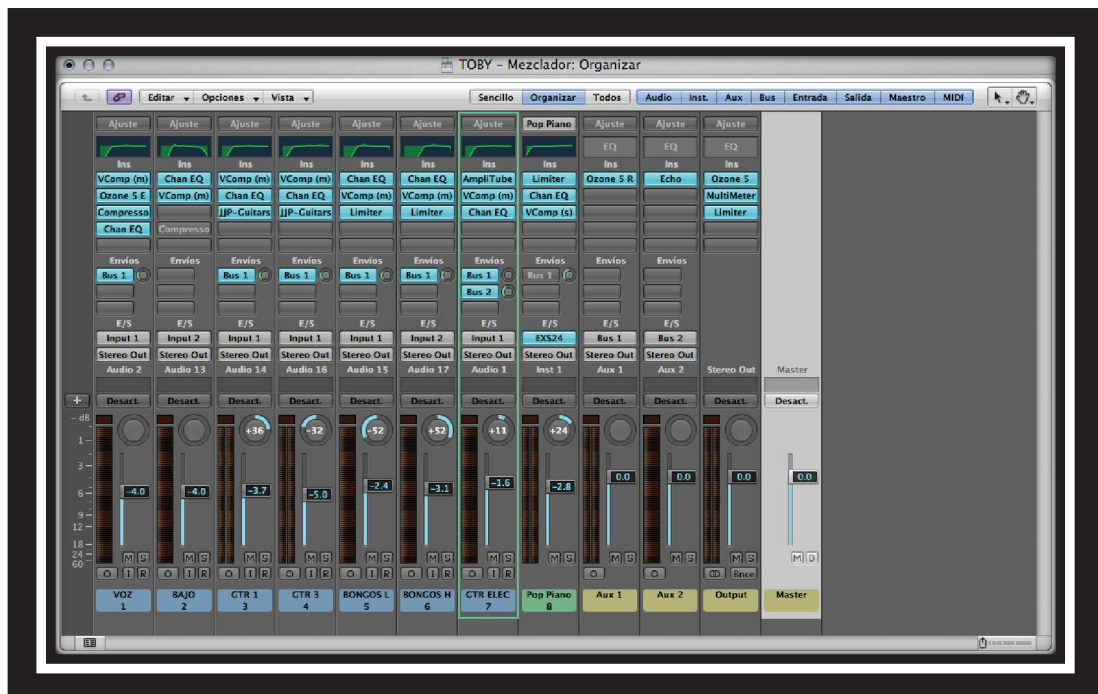 TOBY – Mezclador: Organizar
Editar Opciones Vista Sencillo Organizar Todos Audio Inst. Aux Bus Entrada Salida Maestro MIDI
Ajuste Ajuste Ajuste Ajuste Ajuste Ajuste Ajuste Pop Piano Ajuste Ajuste Ajuste
EQ EQ EQ
Ins Ins Ins Ins Ins Ins Ins Ins Ins Ins Ins
VComp (m) Chan EQ VComp (m) VComp (m) Chan EQ Chan EQ AmpliTube Limiter Ozone 5 R Echo Ozone 5
Ozone 5 E VComp (m) Chan EQ Chan EQ VComp (m) VComp (m) VComp (m) Chan EQ MultiMeter
Compresso JJP-Guitars JJP-Guitars Limiter Limiter Chan EQ VComp (s) Limiter
Chan EQ Compresso
Envíos Envíos Envíos Envíos Envíos Envíos Envíos Envíos Envíos Envíos
Bus 1 Bus 1 Bus 1 Bus 1 Bus 1 Bus 1 Bus 1
Bus 2
E/S E/S E/S E/S E/S E/S E/S E/S E/S E/S
Input 1 Input 2 Input 1 Input 1 Input 1 Input 2 Input 1 EXS24 Bus 1 Bus 2
Stereo Out Stereo Out Stereo Out Stereo Out Stereo Out Stereo Out Stereo Out Stereo Out Stereo Out Stereo Out
Audio 2 Audio 13 Audio 14 Audio 16 Audio 15 Audio 17 Audio 1 Inst 1 Aux 1 Aux 2 Stereo Out Master
Desact. Desact. Desact. Desact. Desact. Desact. Desact. Desact. Desact. Desact. Desact. Desact.
dB
+36 -32 -52 +52 +11 +24
1
3
0.0 0.0 0.0 0.0
6 -4.0 -4.0 -3.7 -5.0 -2.4 -3.1 -1.6 -2.8
9
12
18
24
60
M S M S M S M S M S M S M S M S M S M S M S M D
I R I R I R I R I R I R I R Bnce
VOZ BAJO GTR 1 GTR 3 BONGOS L BONGOS H GTR ELEC Pop Piano Aux 1 Aux 2 Output Master
1 2 3 4 5 6 7 8